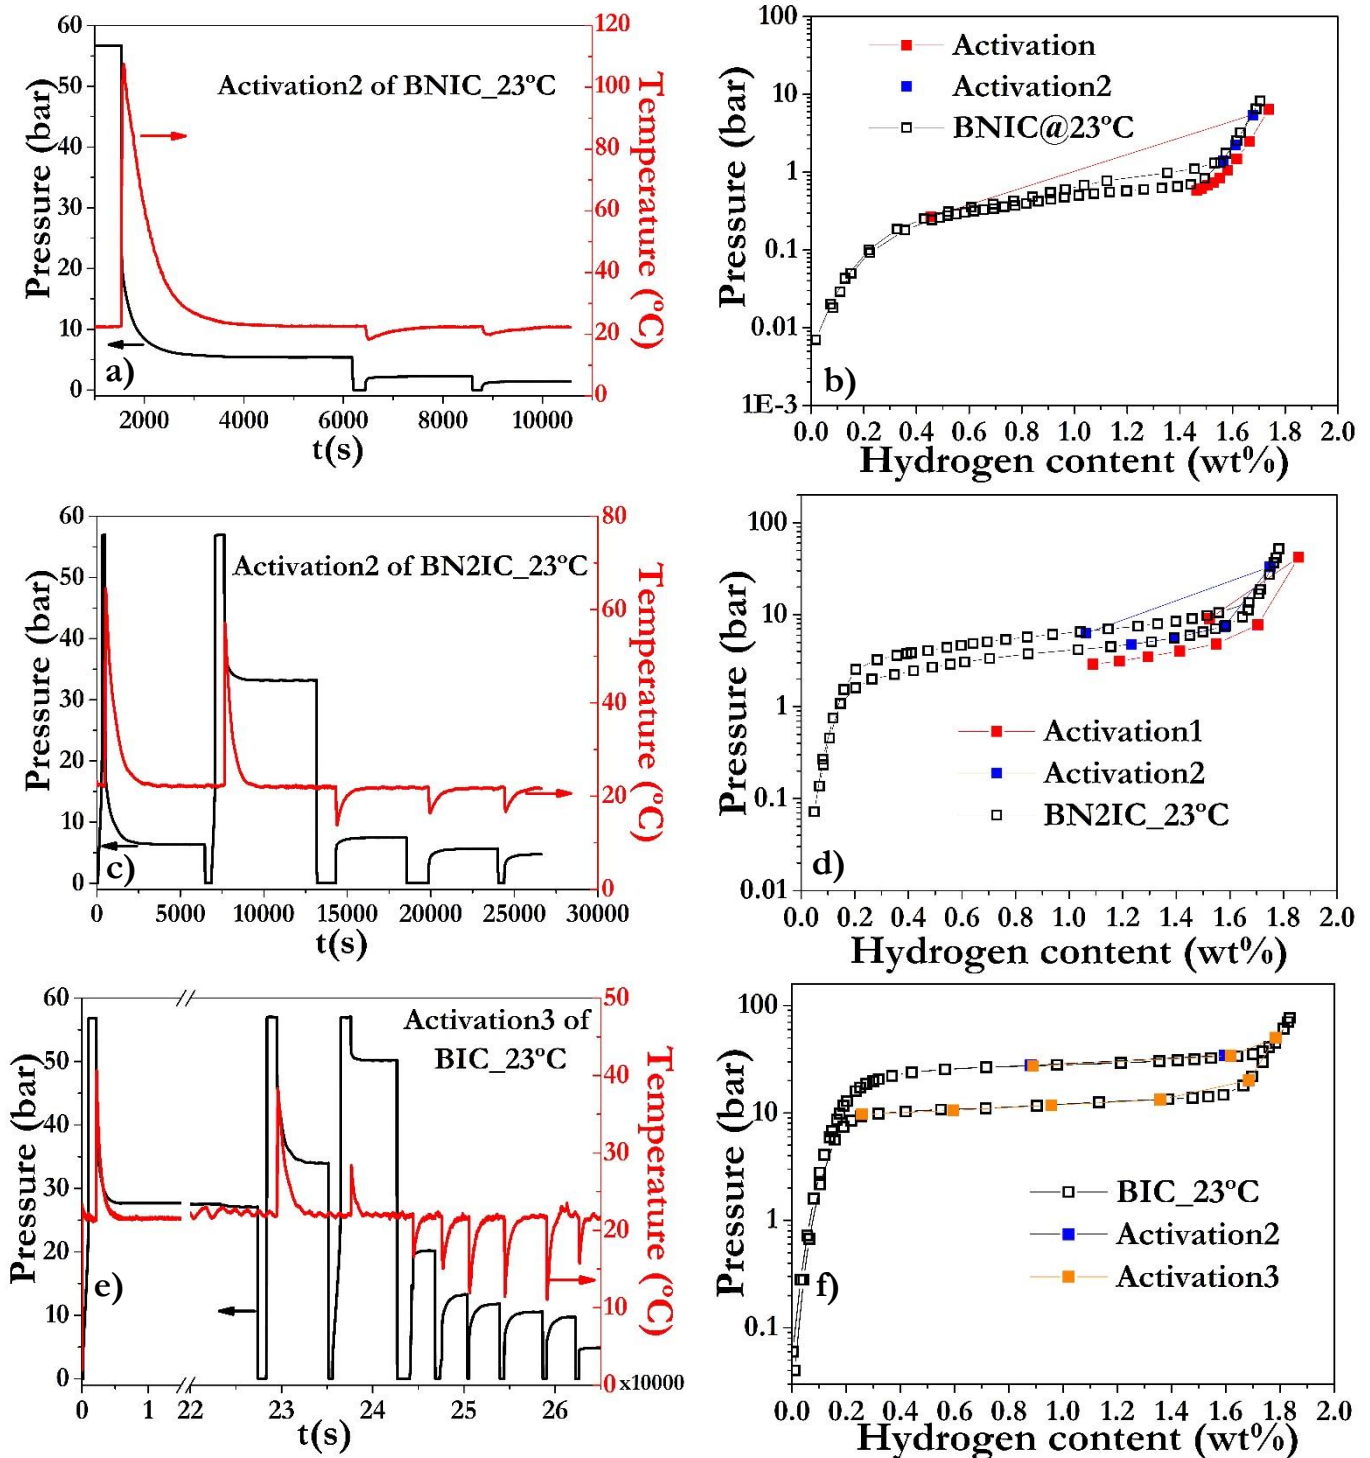 60
50
40
30
20
10
0
Pressure (bar)
Activation2 of BNIC_23ºC
a)
2000 4000 6000 8000 10000
t(s)
120
100
80
60
40
20
0
Temperature (ºC)
100
10
1
0.1
0.01
1E-3
Pressure (bar)
Activation
Activation2
BNIC@23ºC
b)
0.0 0.2 0.4 0.6 0.8 1.0 1.2 1.4 1.6 1.8 2.0
Hydrogen content (wt%)
60
50
40
30
20
10
0
Pressure (bar)
Activation2 of BN2IC_23ºC
c)
0 5000 10000 15000 20000 25000 30000
t(s)
80
60
40
20
0
Temperature (ºC)
100
10
1
0.1
0.01
Pressure (bar)
Activation1
Activation2
BN2IC_23ºC
d)
0.0 0.2 0.4 0.6 0.8 1.0 1.2 1.4 1.6 1.8 2.0
Hydrogen content (wt%)
60
50
40
30
20
10
0
Pressure (bar)
Activation3 of
BIC_23ºC
e)
0 1 22 23 24 25 26
x10000
t(s)
50
40
30
20
10
0
Temperature (ºC)
100
10
1
0.1
Pressure (bar)
BIC_23ºC
Activation2
Activation3
f)
0.0 0.2 0.4 0.6 0.8 1.0 1.2 1.4 1.6 1.8 2.0
Hydrogen content (wt%)